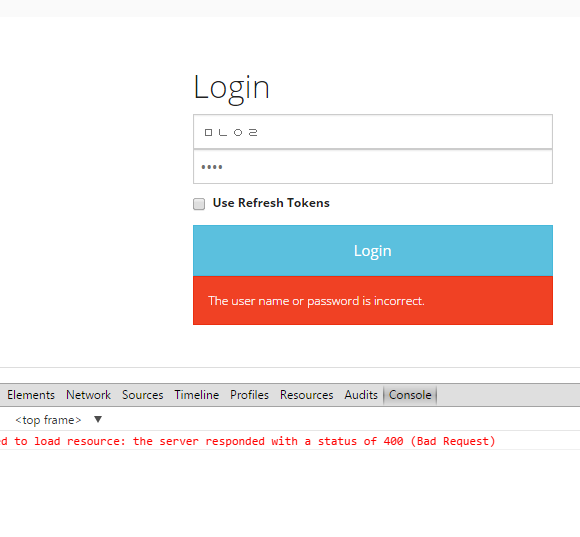 Login
ㅁㄴㅇㄹ
••••
Use Refresh Tokens
Login
The user name or password is incorrect.
Elements Network Sources Timeline Profiles Resources Audits Console
<top frame> ▼
d to load resource: the server responded with a status of 400 (Bad Request)